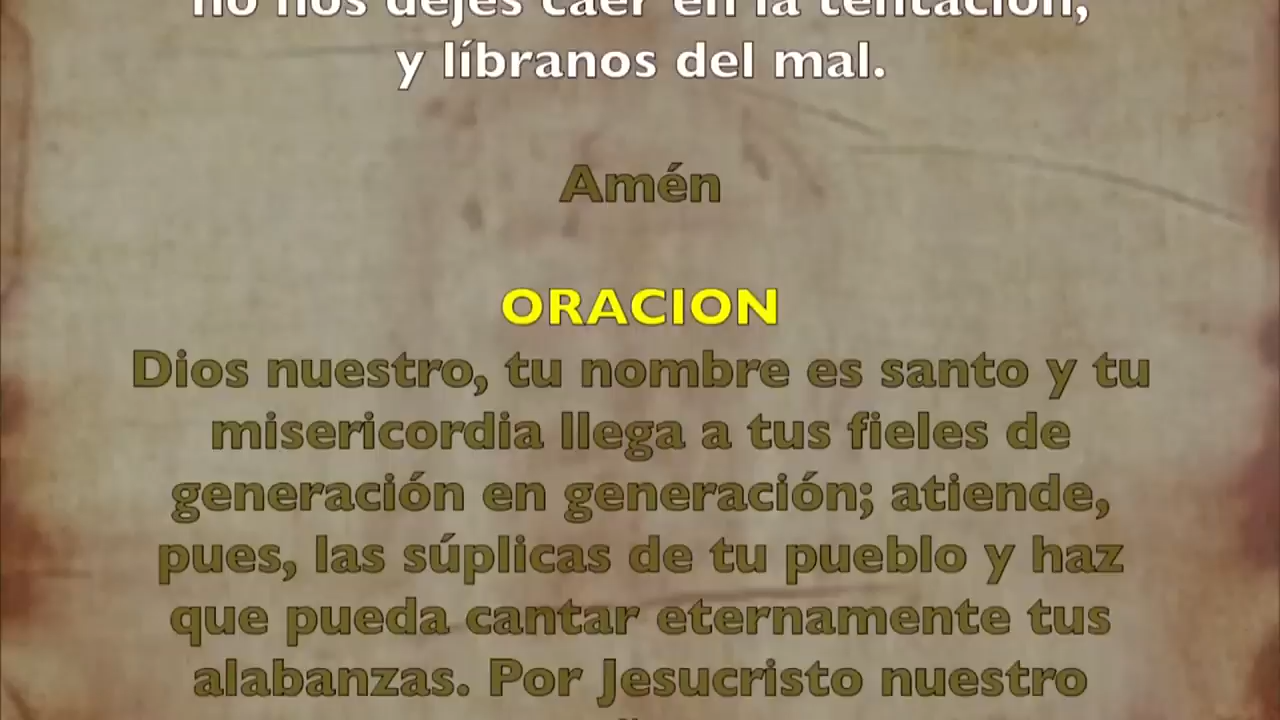 no nos dejes caer en la tentación,
y líbranos del mal.
Amén
ORACION
Dios nuestro, tu nombre es santo y tu
misericordia llega a tus fieles de
generación en generación; atiende,
pues, las súplicas de tu pueblo y haz
que pueda cantar eternamente tus
alabanzas. Por Jesucristo nuestro